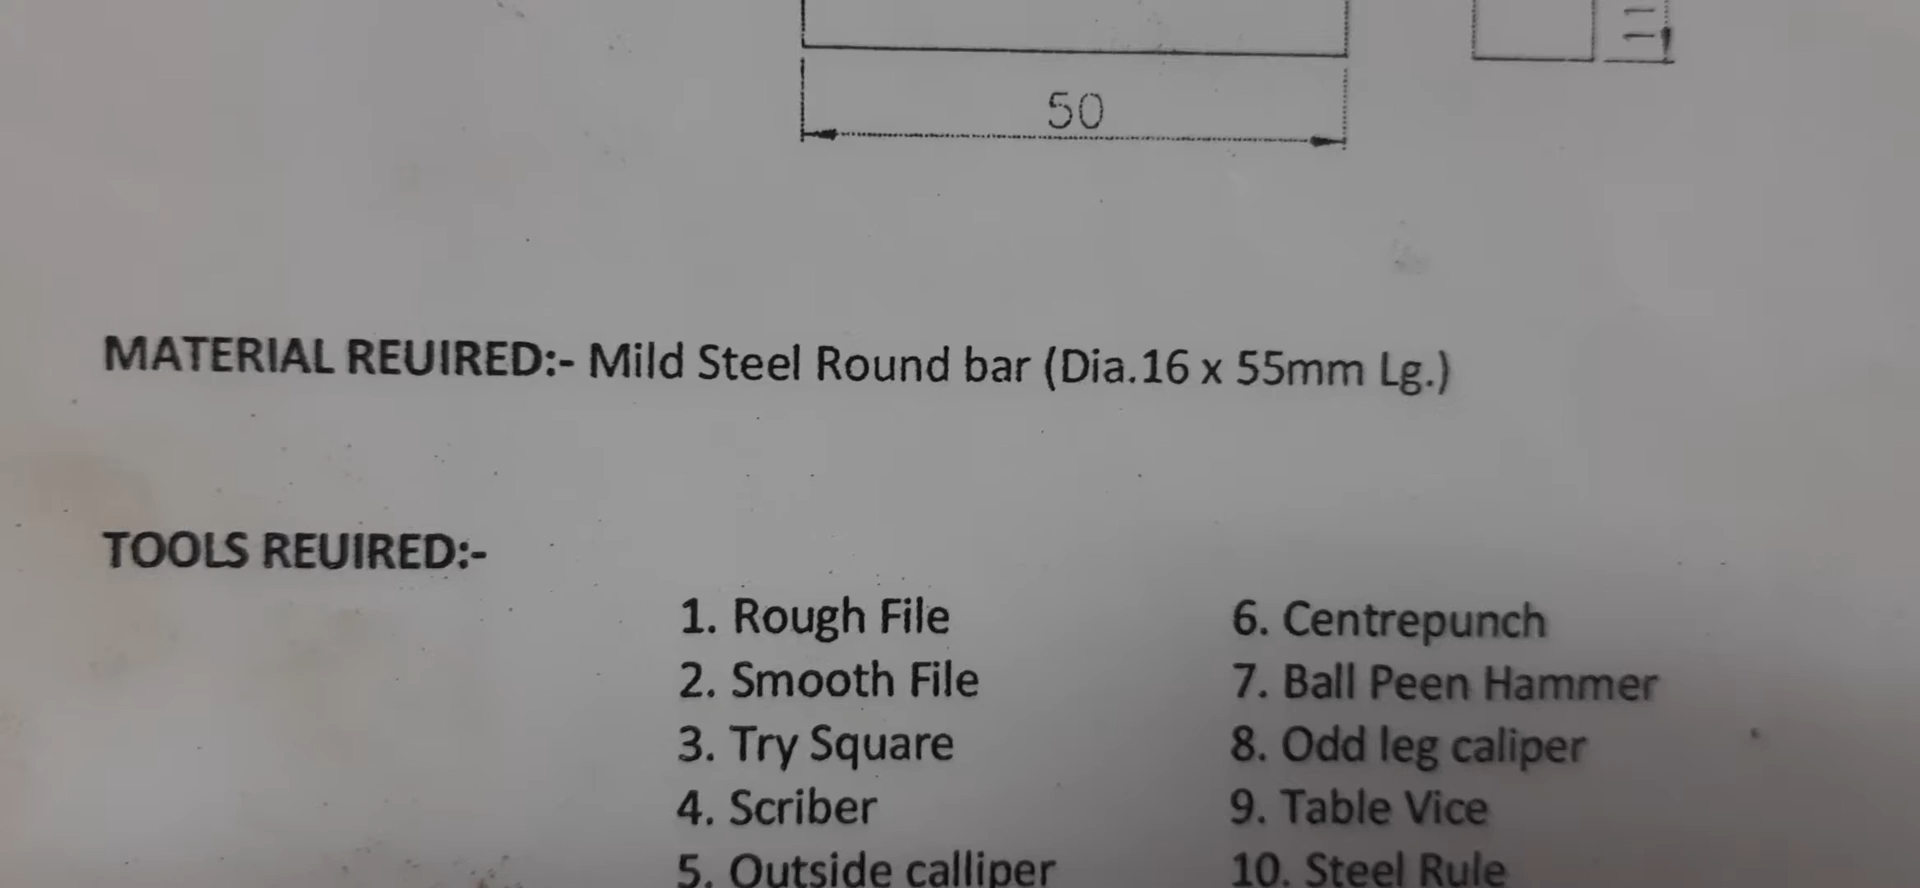 50
11
MATERIAL REUIRED:- Mild Steel Round bar (Dia.16 x 55mm Lg.)
TOOLS REUIRED:-
1. Rough File
2. Smooth File
3. Try Square
4. Scriber
5. Outside calliper
6. Centrepunch
7. Ball Peen Hammer
8. Odd leg caliper
9. Table Vice
10. Steel Rule